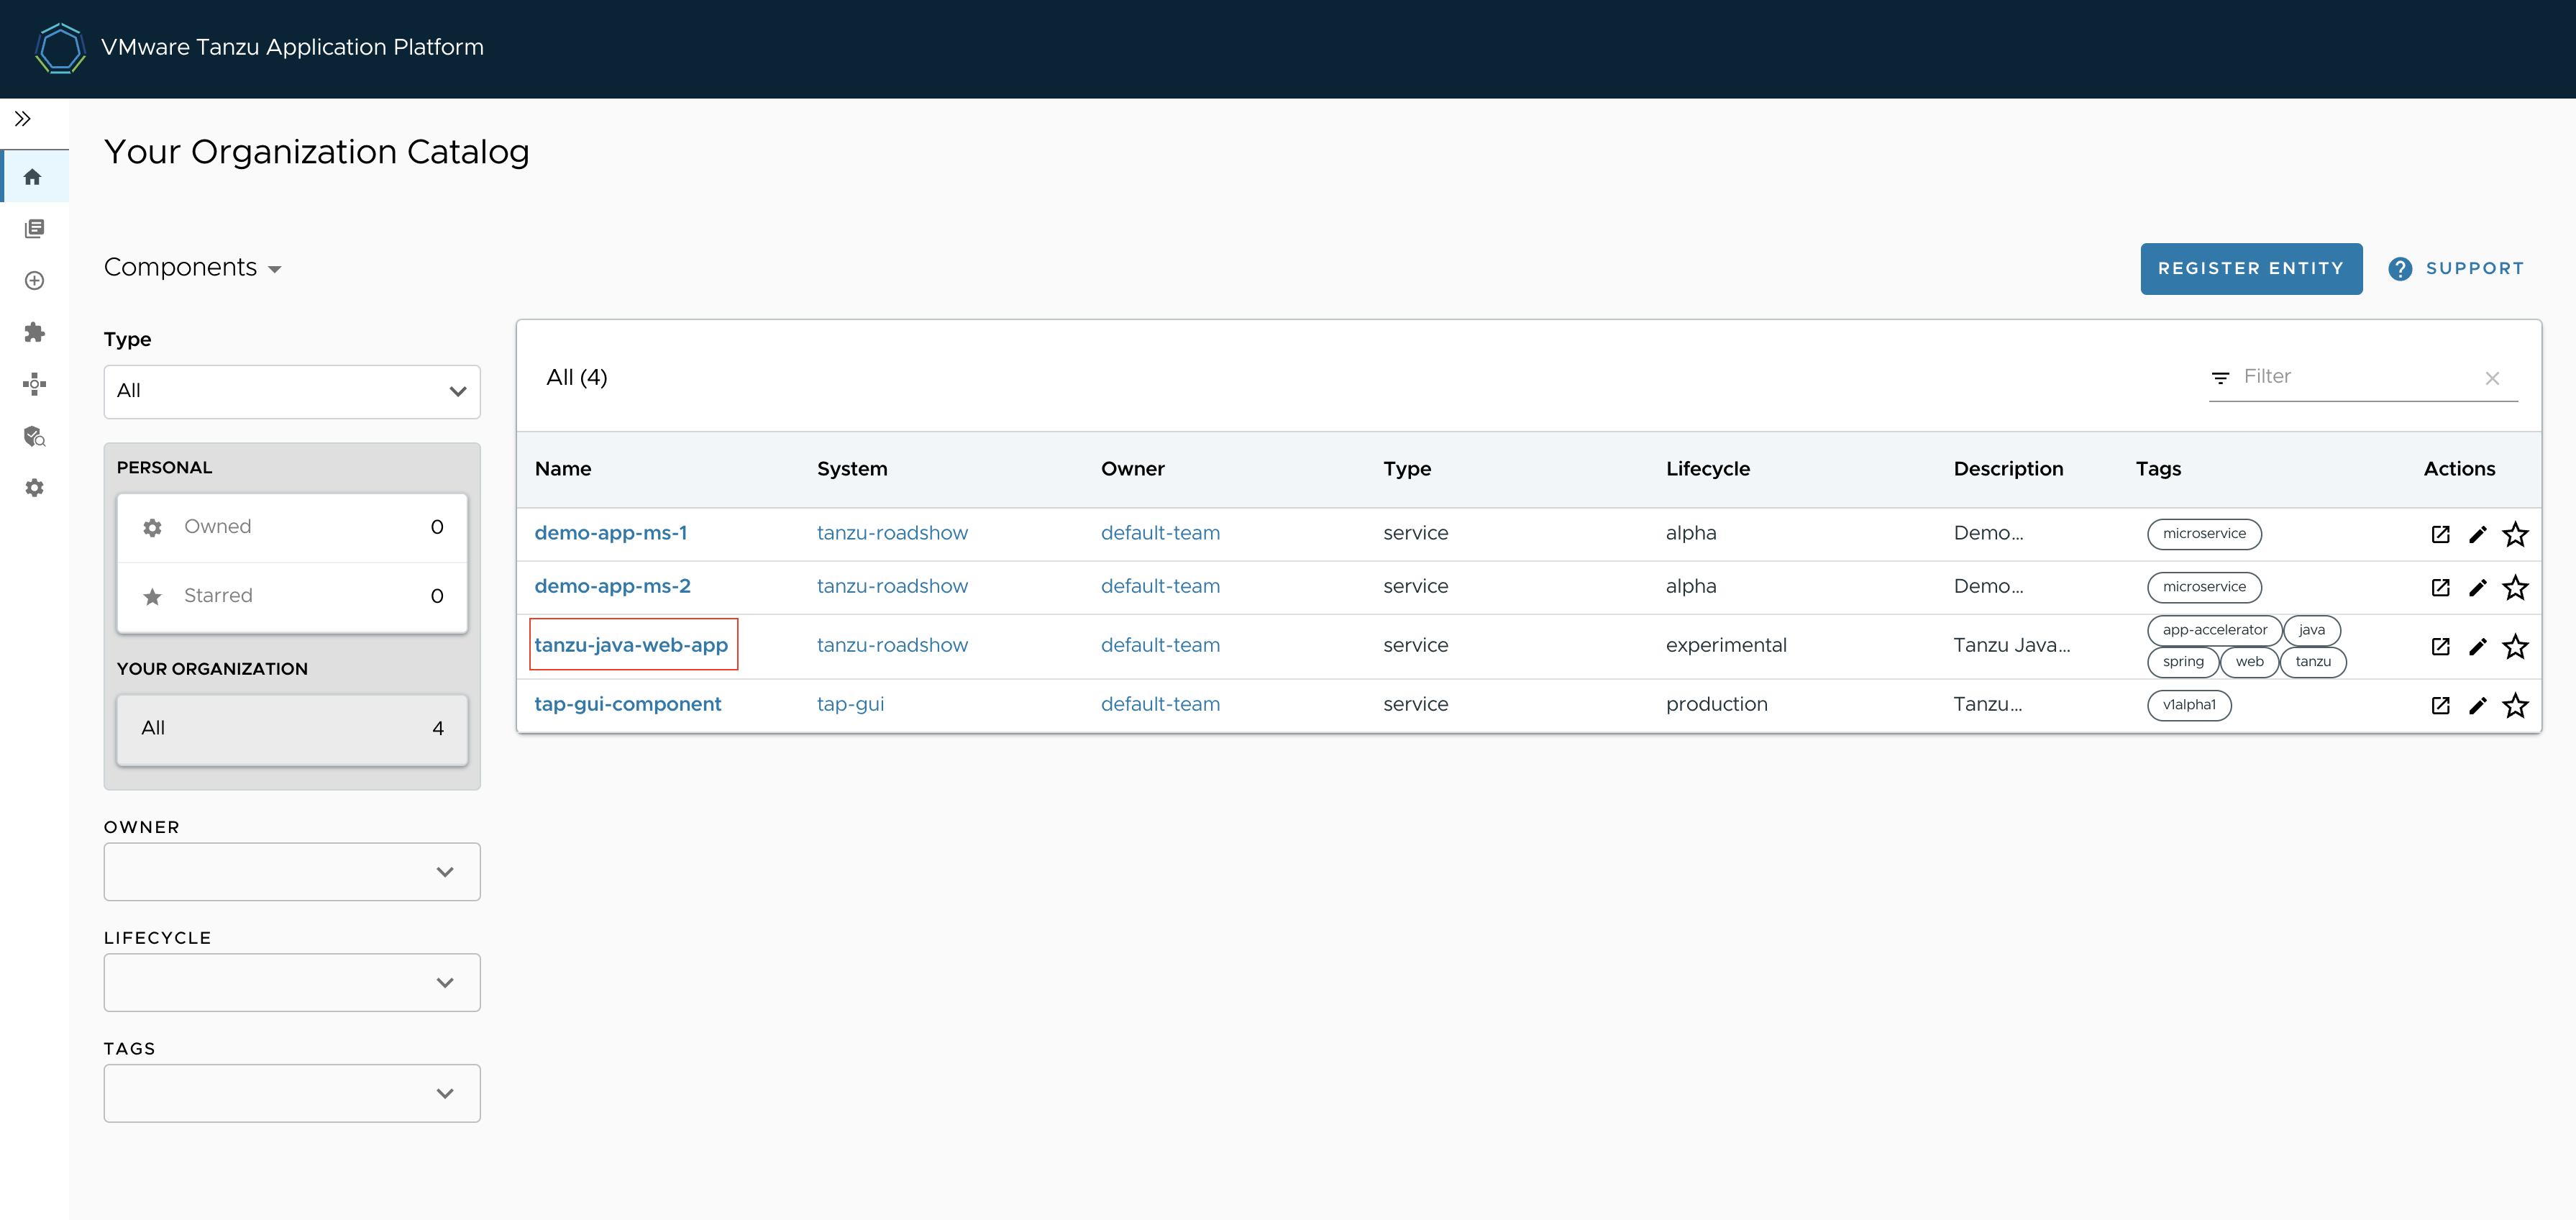 VMware Tanzu Application Platform
Your Organization Catalog
Components
REGISTER ENTITY
? SUPPORT
Type
All
PERSONAL
Owned 0
Starred 0
YOUR ORGANIZATION
All 4
OWNER
LIFECYCLE
TAGS
All (4)
Filter
Name System Owner Type Lifecycle Description Tags Actions
demo-app-ms-1 tanzu-roadshow default-team service alpha Demo... microservice
demo-app-ms-2 tanzu-roadshow default-team service alpha Demo... microservice
tanzu-java-web-app tanzu-roadshow default-team service experimental Tanzu Java... app-accelerator java
spring web tanzu
tap-gui-component tap-gui default-team service production Tanzu... v1alpha1